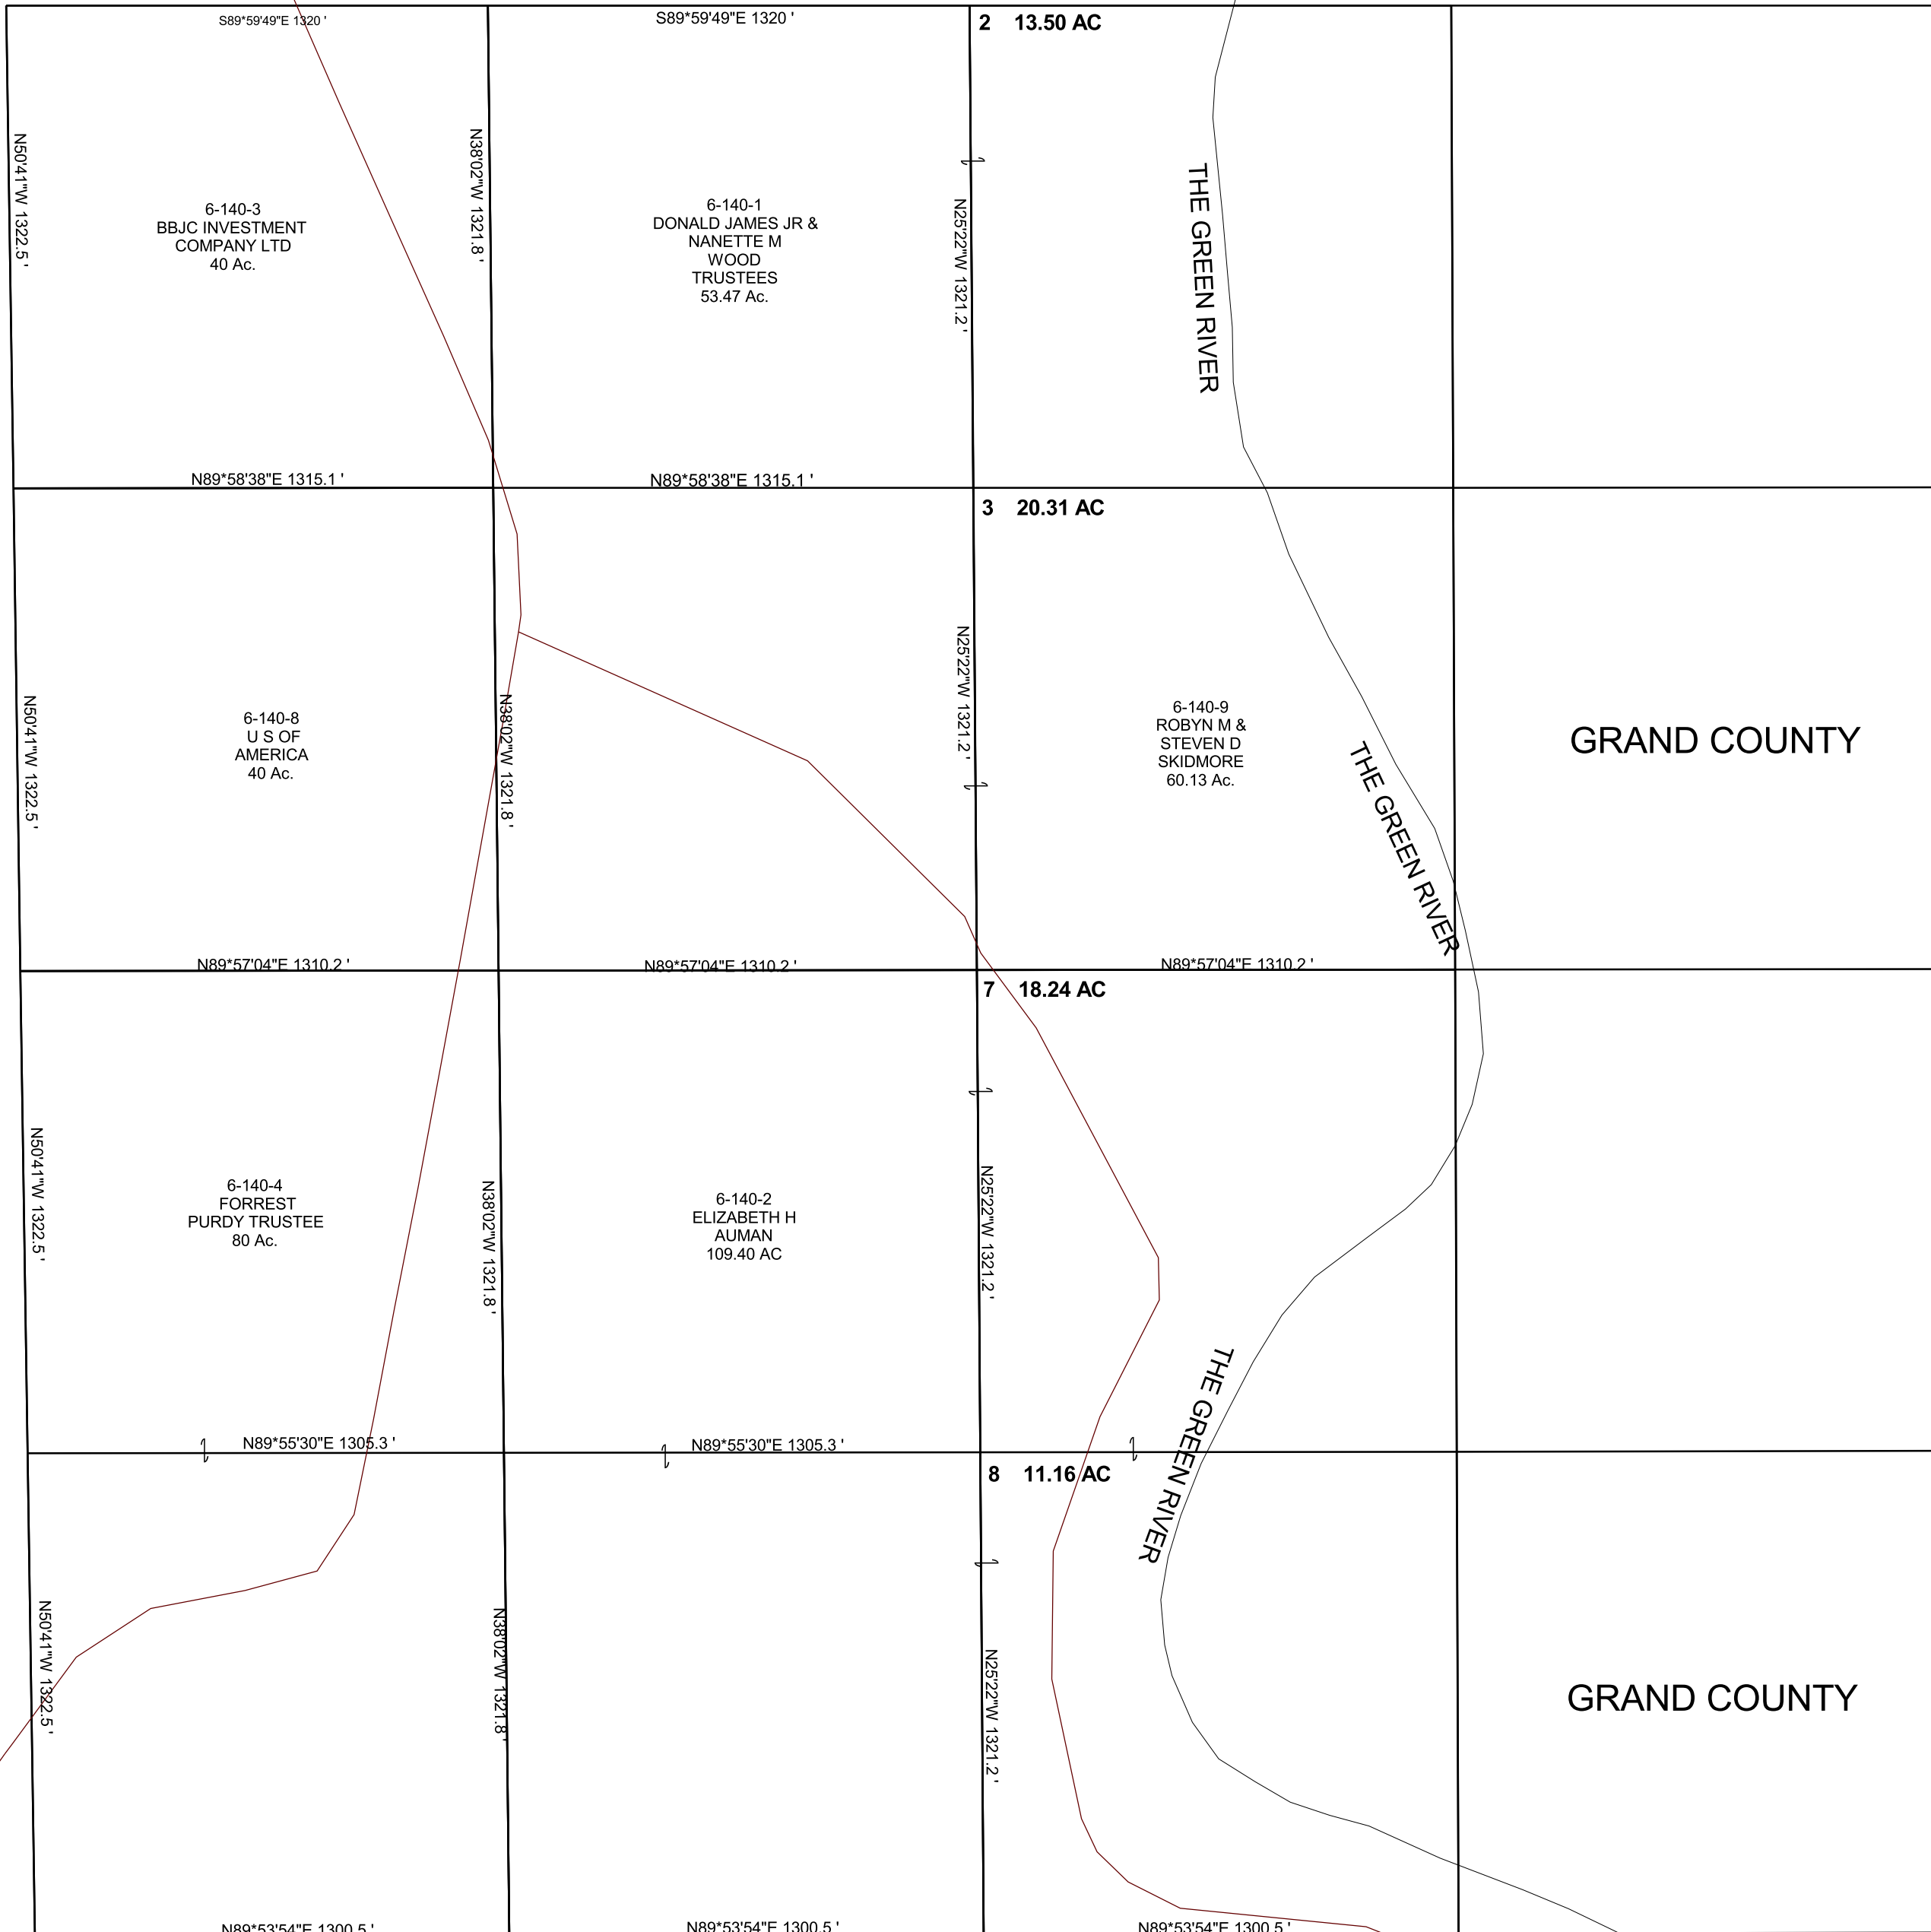 S89*59'49"E 1320 '
S89*59'49"E 1320 '
2 13.50 AC
N50'41"W 1322.5 '
N38'02"W 1321.8 '
N25'22"W 1321.2 '
THE GREEN RIVER
6-140-3
BBJC INVESTMENT
COMPANY LTD
40 Ac.
6-140-1
DONALD JAMES JR &
NANETTE M
WOOD
TRUSTEES
53.47 Ac.
N89*58'38"E 1315.1 '
N89*58'38"E 1315.1 '
3 20.31 AC
N50'41"W 1322.5 '
N38'02"W 1321.8 '
N25'22"W 1321.2 '
6-140-8
U S OF
AMERICA
40 Ac.
6-140-9
ROBYN M &
STEVEN D
SKIDMORE
60.13 Ac.
THE GREEN RIVER
GRAND COUNTY
N89*57'04"E 1310.2 '
N89*57'04"E 1310.2 '
N89*57'04"E 1310.2 '
7 18.24 AC
N50'41"W 1322.5 '
N38'02"W 1321.8 '
N25'22"W 1321.2 '
6-140-4
FORREST
PURDY TRUSTEE
80 Ac.
6-140-2
ELIZABETH H
AUMAN
109.40 AC
THE GREEN RIVER
N89*55'30"E 1305.3 '
N89*55'30"E 1305.3 '
8 11.16 AC
N50'41"W 1322.5 '
N38'02"W 1321.8 '
N25'22"W 1321.2 '
GRAND COUNTY
N89*53'54"E 1300.5 '
N89*53'54"E 1300.5 '
N89*53'54"E 1300.5 '